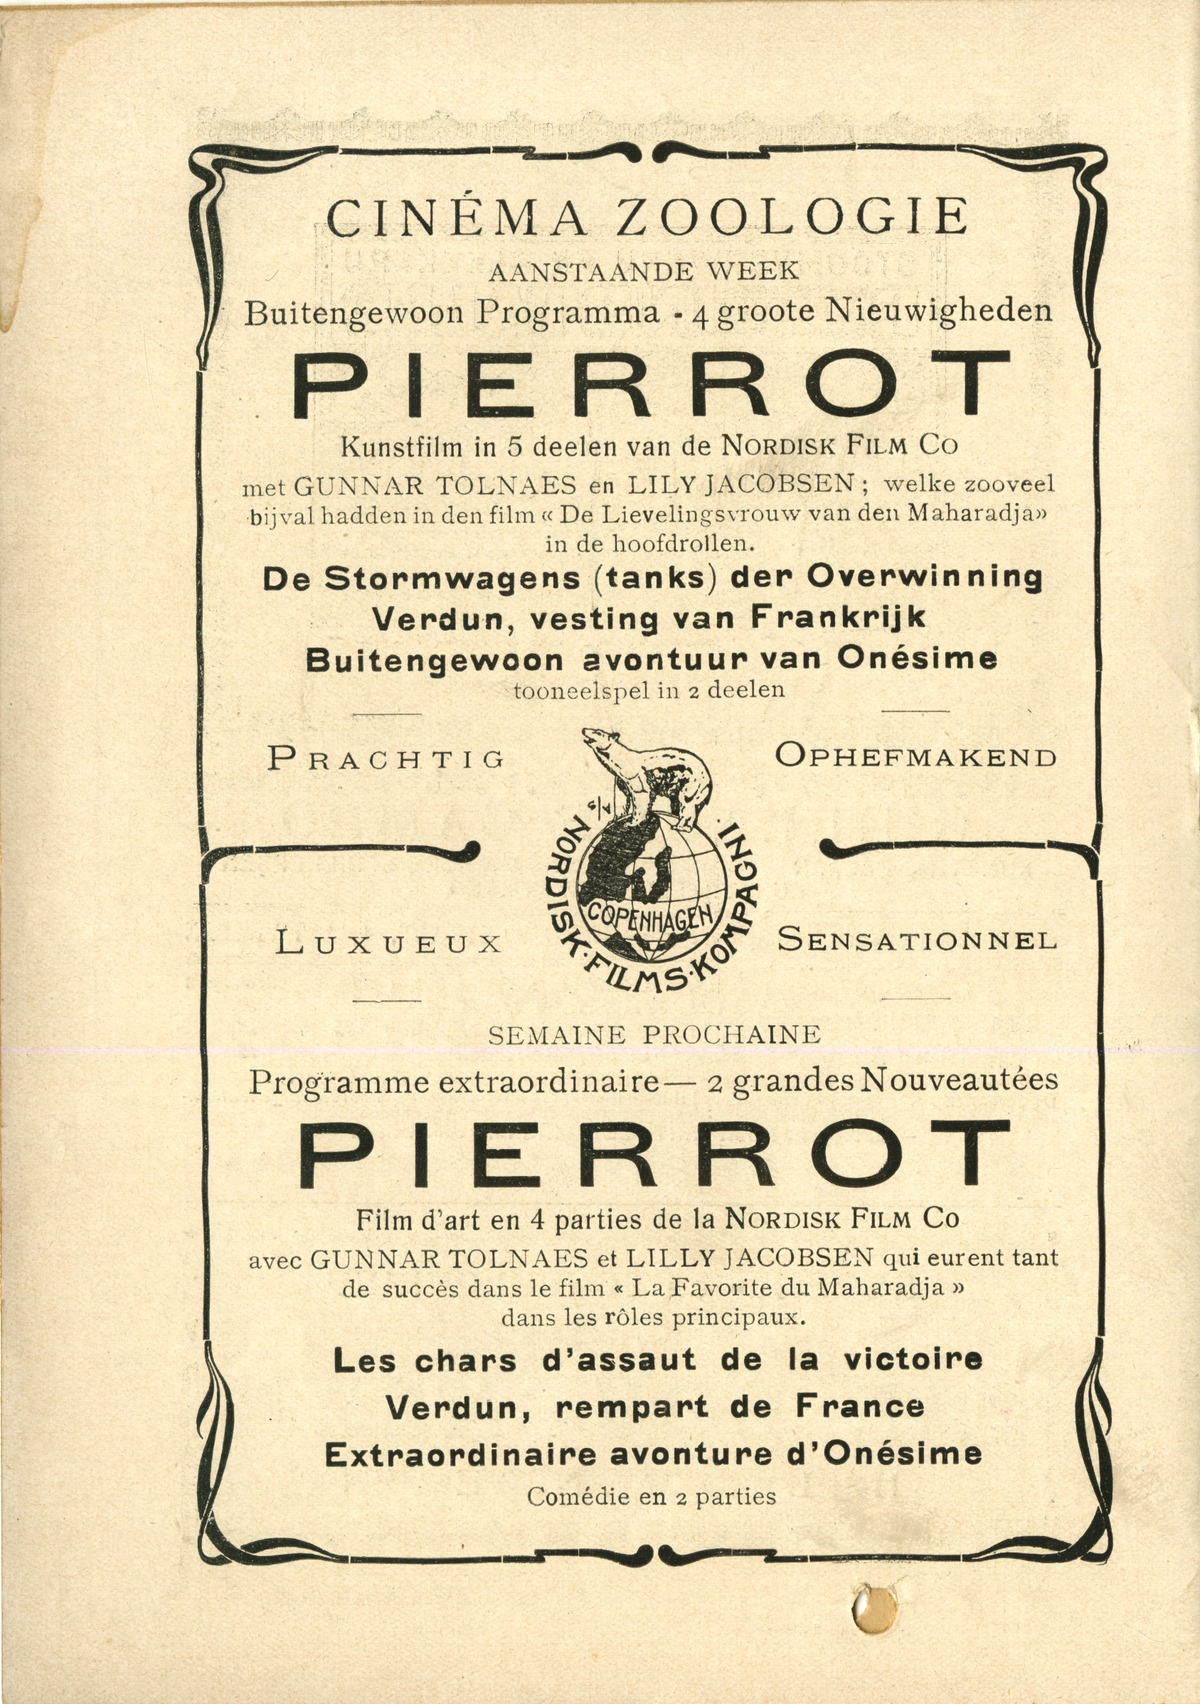 CINÉMA ZOOLOGIE
AANSTAANDE WEEK
Buitengewoon Programma - 4 groote Nieuwigheden
PIERROT
Kunstfilm in 5 deelen van de NORDISK FILM Co
met GUNNAR TOLNAES en LILY JACOBSEN ; welke zooveel
bijval hadden in den film « De Lievelingsvrouw van den Maharadja»
in de hoofdrollen.
De Stormwagens (tanks) der Overwinning
Verdun, vesting van Frankrijk
Buitengewoon avontuur van Onésime
tooneelspel in 2 deelen
PRACHTIG
OPHEFMAKEND
A/S NORDISK·FILMS·KOMPAGNI·
COPENHAGEN
LUXUEUX
SENSATIONNEL
SEMAINE PROCHAINE
Programme extraordinaire— 2 grandes Nouveautées
PIERROT
Film d'art en 4 parties de la NORDISK FILM Co
avec GUNNAR TOLNAES et LILLY JACOBSEN qui eurent tant
de succès dans le film « La Favorite du Maharadja »
dans les rôles principaux.
Les chars d'assaut de la victoire
Verdun, rempart de France
Extraordinaire avonture d'Onésime
Comédie en 2 parties